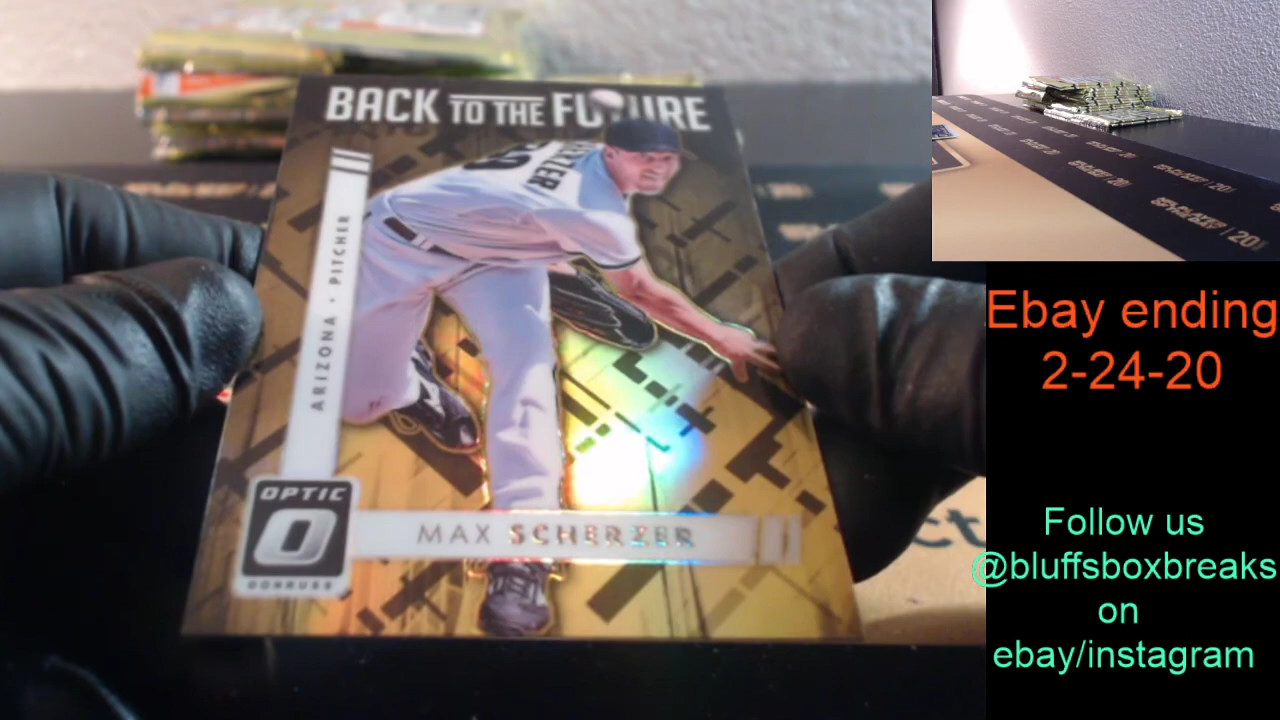 BACK TO THE FUTURE
ARIZONA · PITCHER
OPTIC
DONRUSS
MAX SCHERZER
Ebay ending
2-24-20
Follow us
@bluffsboxbreaks
on
ebay/instagram